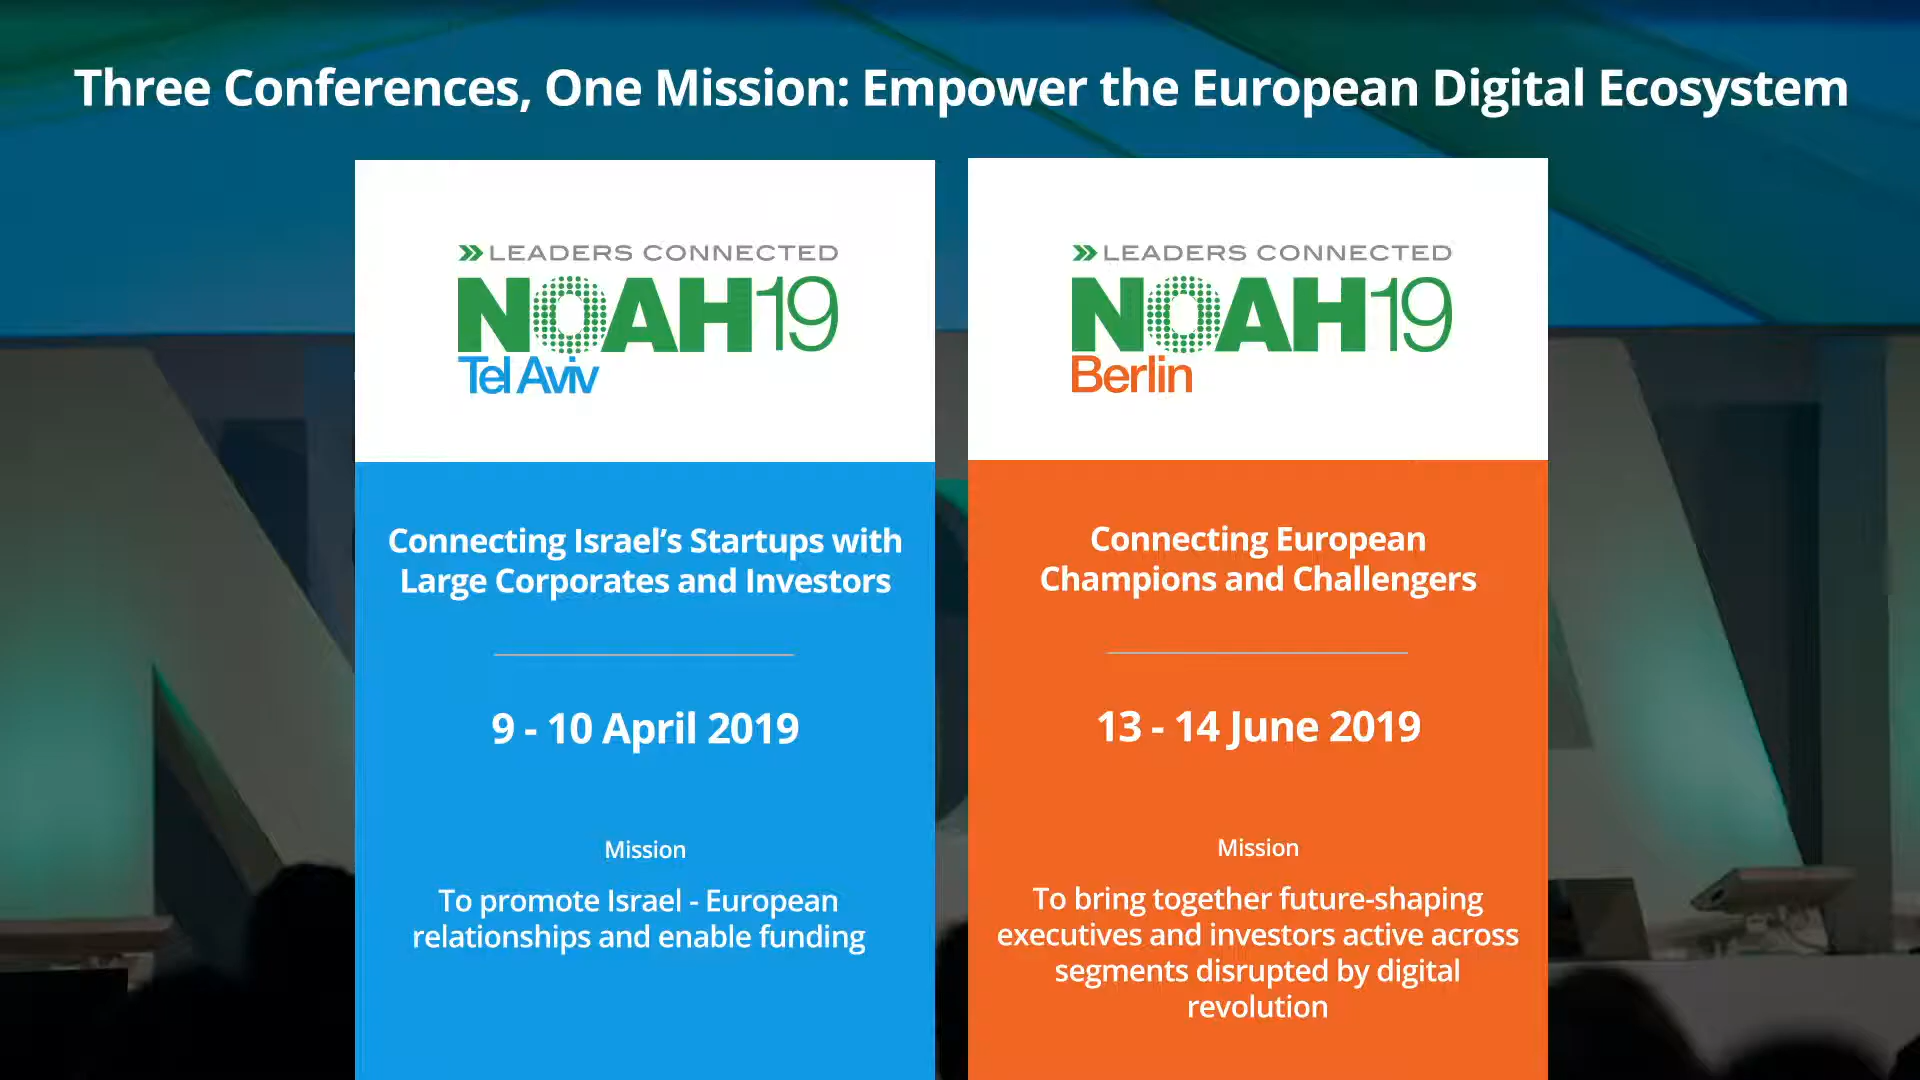 Three Conferences, One Mission: Empower the European Digital Ecosystem
LEADERS CONNECTED
NOAH19
Tel Aviv
Connecting Israel’s Startups with
Large Corporates and Investors
9 - 10 April 2019
Mission
To promote Israel - European
relationships and enable funding
LEADERS CONNECTED
NOAH19
Berlin
Connecting European
Champions and Challengers
13 - 14 June 2019
Mission
To bring together future-shaping
executives and investors active across
segments disrupted by digital
revolution